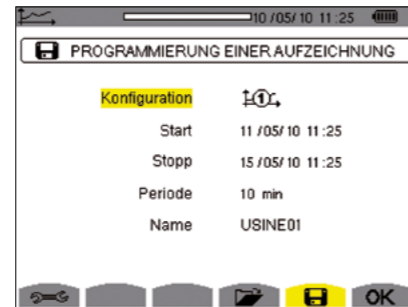 10/05/10 11:25
PROGRAMMIERUNG EINER AUFZEICHNUNG
Konfiguration 1
Start 11/05/10 11:25
Stopp 15/05/10 11:25
Periode 10 min
Name USINE01
OK